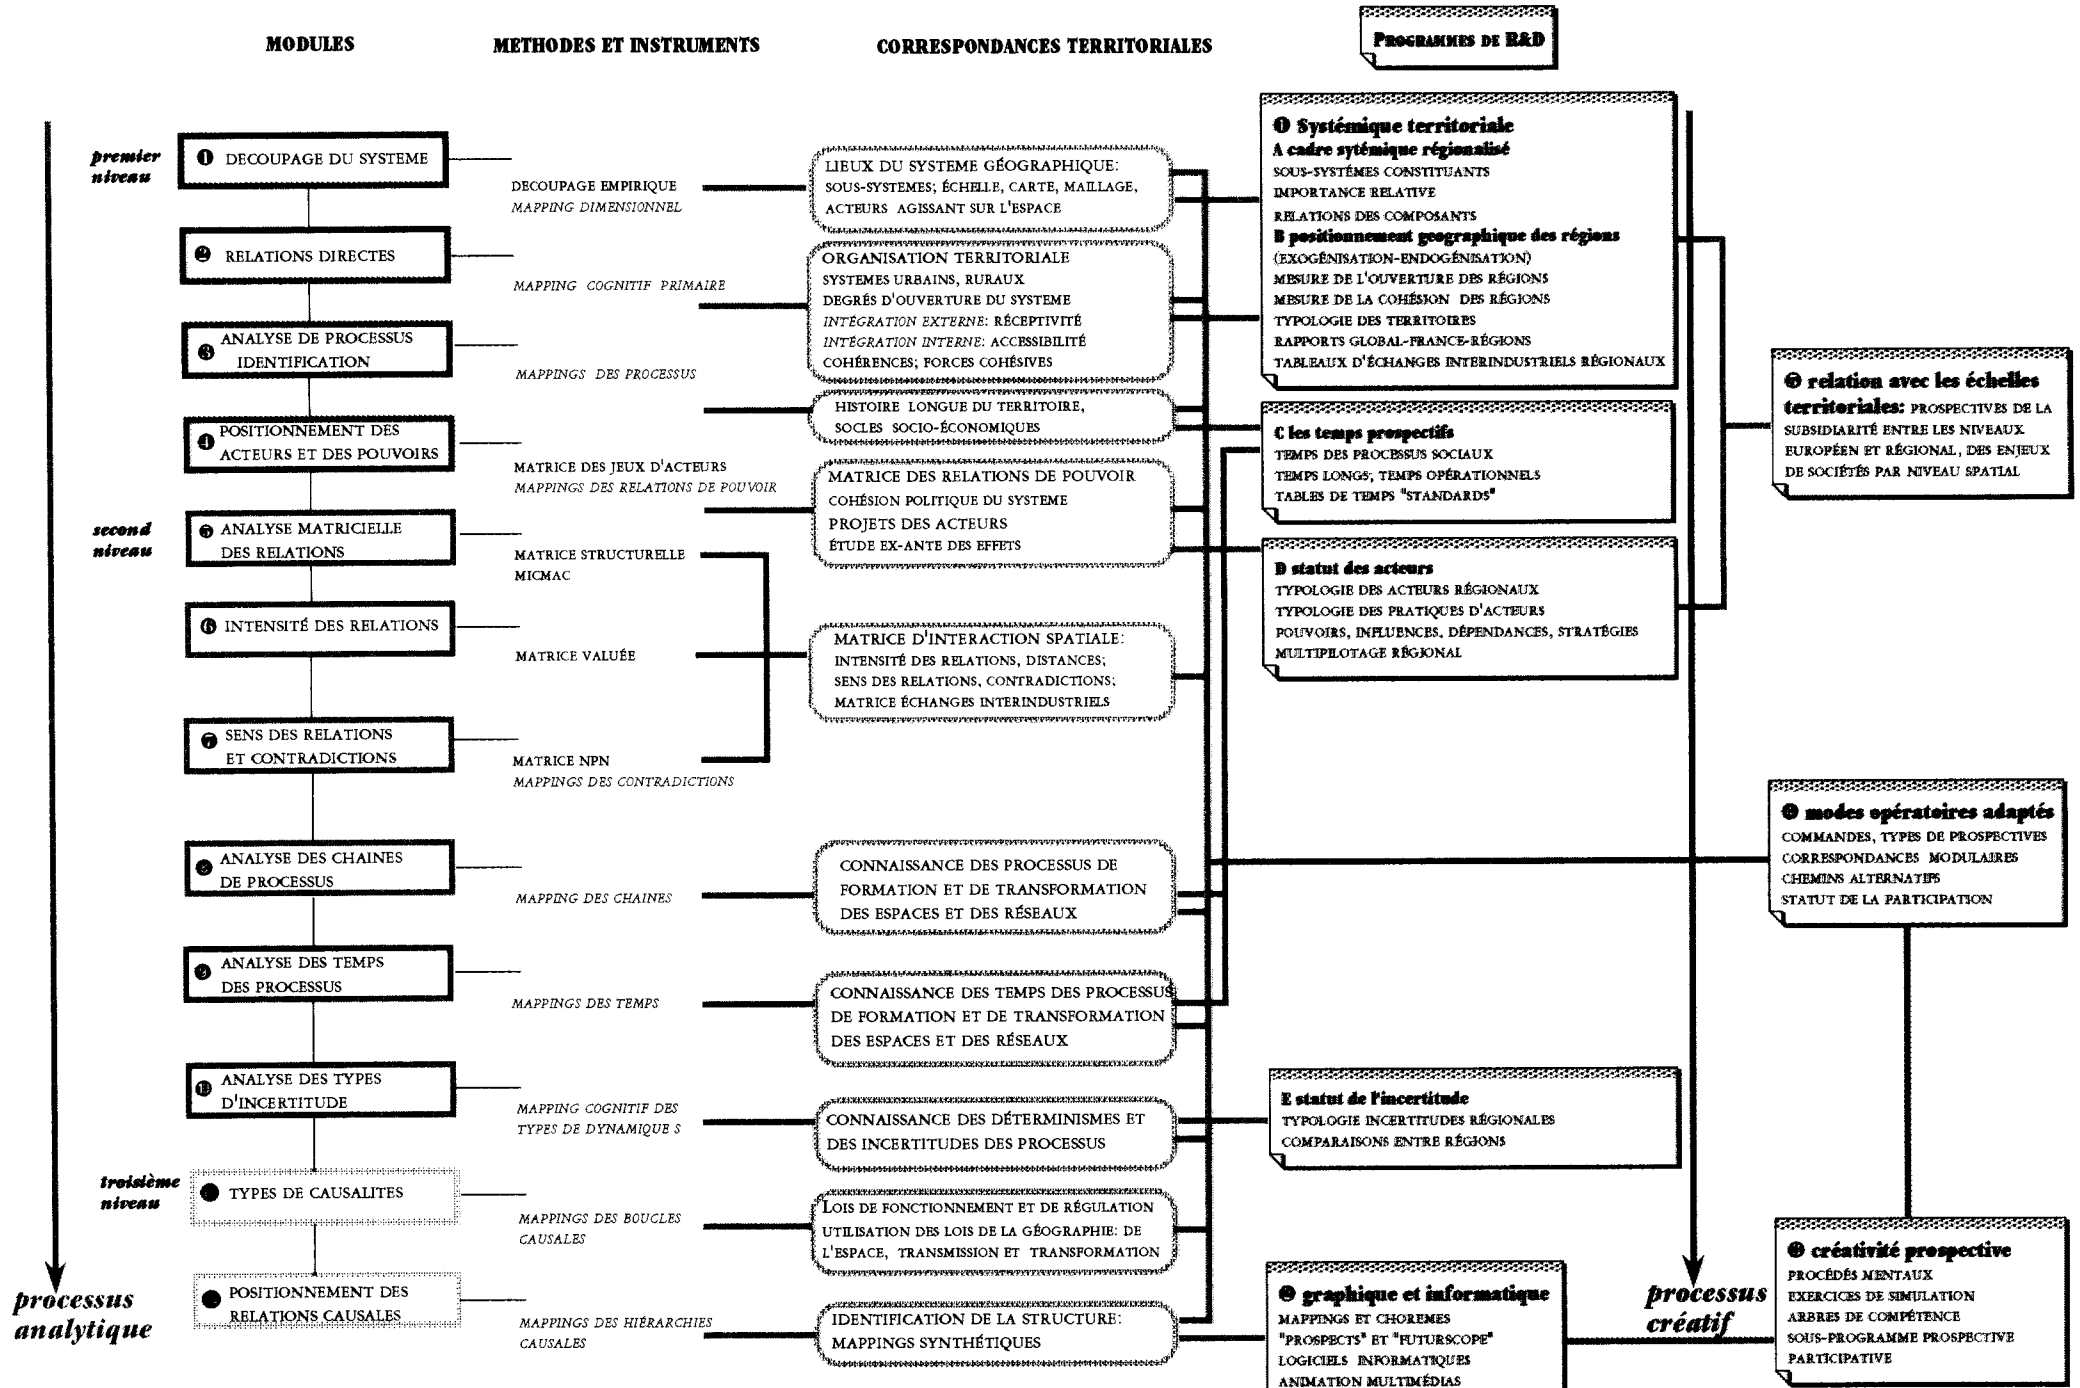 MODULES
METHODES ET INSTRUMENTS
CORRESPONDANCES TERRITORIALES
PROGRAMMES DE R&D
premier
niveau
❶ DECOUPAGE DU SYSTEME
❷ RELATIONS DIRECTES
❸ ANALYSE DE PROCESSUS
IDENTIFICATION
❹ POSITIONNEMENT DES
ACTEURS ET DES POUVOIRS
second
niveau
❺ ANALYSE MATRICIELLE
DES RELATIONS
❻ INTENSITÉ DES RELATIONS
❼ SENS DES RELATIONS
ET CONTRADICTIONS
❽ ANALYSE DES CHAINES
DE PROCESSUS
❾ ANALYSE DES TEMPS
DES PROCESSUS
❿ ANALYSE DES TYPES
D'INCERTITUDE
troisième
niveau
TYPES DE CAUSALITES
POSITIONNEMENT DES
RELATIONS CAUSALES
processus
analytique
DECOUPAGE EMPIRIQUE
MAPPING DIMENSIONNEL
MAPPING COGNITIF PRIMAIRE
MAPPINGS DES PROCESSUS
MATRICE DES JEUX D'ACTEURS
MAPPINGS DES RELATIONS DE POUVOIR
MATRICE STRUCTURELLE
MICMAC
MATRICE VALUÉE
MATRICE NPN
MAPPINGS DES CONTRADICTIONS
MAPPING DES CHAINES
MAPPINGS DES TEMPS
MAPPING COGNITIF DES
TYPES DE DYNAMIQUE S
MAPPINGS DES BOUCLES
CAUSALES
MAPPINGS DES HIÉRARCHIES
CAUSALES
LIEUX DU SYSTEME GÉOGRAPHIQUE:
SOUS-SYSTEMES; ÉCHELLE, CARTE, MAILLAGE,
ACTEURS AGISSANT SUR L'ESPACE
ORGANISATION TERRITORIALE
SYSTEMES URBAINS, RURAUX
DEGRÉS D'OUVERTURE DU SYSTEME
INTÉGRATION EXTERNE: RÉCEPTIVITÉ
INTÉGRATION INTERNE: ACCESSIBILITÉ
COHÉRENCES; FORCES COHÉSIVES
HISTOIRE LONGUE DU TERRITOIRE,
SOCLES SOCIO-ÉCONOMIQUES
MATRICE DES RELATIONS DE POUVOIR
COHÉSION POLITIQUE DU SYSTEME
PROJETS DES ACTEURS
ÉTUDE EX-ANTE DES EFFETS
MATRICE D'INTERACTION SPATIALE:
INTENSITÉ DES RELATIONS, DISTANCES;
SENS DES RELATIONS, CONTRADICTIONS;
MATRICE ÉCHANGES INTERINDUSTRIELS
CONNAISSANCE DES PROCESSUS DE
FORMATION ET DE TRANSFORMATION
DES ESPACES ET DES RÉSEAUX
CONNAISSANCE DES TEMPS DES PROCESSUS
DE FORMATION ET DE TRANSFORMATION
DES ESPACES ET DES RÉSEAUX
CONNAISSANCE DES DÉTERMINISMES ET
DES INCERTITUDES DES PROCESSUS
LOIS DE FONCTIONNEMENT ET DE RÉGULATION
UTILISATION DES LOIS DE LA GÉOGRAPHIE: DE
L'ESPACE, TRANSMISSION ET TRANSFORMATION
IDENTIFICATION DE LA STRUCTURE:
MAPPINGS SYNTHÉTIQUES
❶ Systémique territoriale
A cadre sytémique régionalisé
SOUS-SYSTÉMES CONSTITUANTS
IMPORTANCE RELATIVE
RELATIONS DES COMPOSANTS
B positionnement geographique des régions
(EXOGÉNISATION-ENDOGÉNISATION)
MESURE DE L'OUVERTURE DES RÉGIONS
MESURE DE LA COHÉSION DES RÉGIONS
TYPOLOGIE DES TERRITOIRES
RAPPORTS GLOBAL-FRANCE-RÉGIONS
TABLEAUX D'ÉCHANGES INTERINDUSTRIELS RÉGIONAUX
C les temps prospectifs
TEMPS DES PROCESSUS SOCIAUX
TEMPS LONGS; TEMPS OPÉRATIONNELS
TABLES DE TEMPS "STANDARDS"
D statut des acteurs
TYPOLOGIE DES ACTEURS RÉGIONAUX
TYPOLOGIE DES PRATIQUES D'ACTEURS
POUVOIRS, INFLUENCES, DÉPENDANCES, STRATÉGIES
MULTIPILOTAGE RÉGIONAL
E statut de l'incertitude
TYPOLOGIE INCERTITUDES RÉGIONALES
COMPARAISONS ENTRE RÉGIONS
graphique et informatique
MAPPINGS ET CHOREMES
"PROSPECTS" ET "FUTURSCOPE"
LOGICIELS INFORMATIQUES
ANIMATION MULTIMÉDIAS
processus
créatif
relation avec les échelles
territoriales: PROSPECTIVES DE LA
SUBSIDIARITÉ ENTRE LES NIVEAUX
EUROPÉEN ET RÉGIONAL, DES ENJEUX
DE SOCIÉTÉS PAR NIVEAU SPATIAL
modes opératoires adaptés
COMMANDES, TYPES DE PROSPECTIVES
CORRESPONDANCES MODULAIRES
CHEMINS ALTERNATIFS
STATUT DE LA PARTICIPATION
créativité prospective
PROCÉDÉS MENTAUX
EXERCICES DE SIMULATION
ARBRES DE COMPÉTENCE
SOUS-PROGRAMME PROSPECTIVE
PARTICIPATIVE